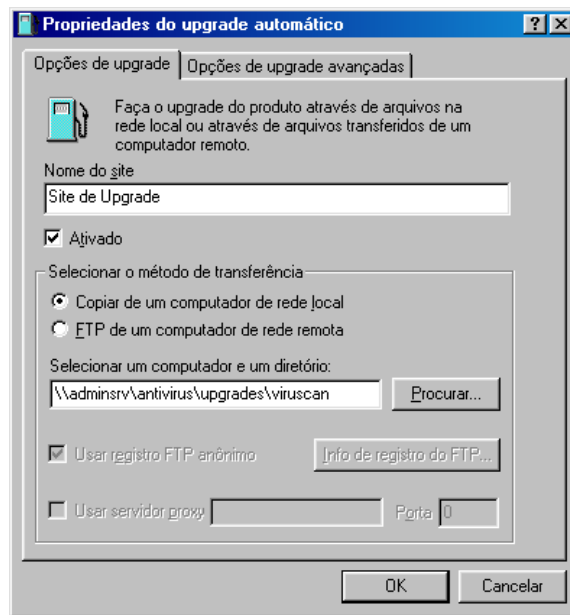 Propriedades do upgrade automático
Opções de upgrade
Opções de upgrade avançadas
Faça o upgrade do produto através de arquivos na
rede local ou através de arquivos transferidos de um
computador remoto.
Nome do site
Site de Upgrade
Ativado
Selecionar o método de transferência
Copiar de um computador de rede local
FTP de um computador de rede remota
Selecionar um computador e um diretório:
\\adminsrv\antivirus\upgrades\viruscan
Procurar...
Usar registro FTP anônimo
Info de registro do FTP...
Usar servidor proxy
Porta
0
OK
Cancelar